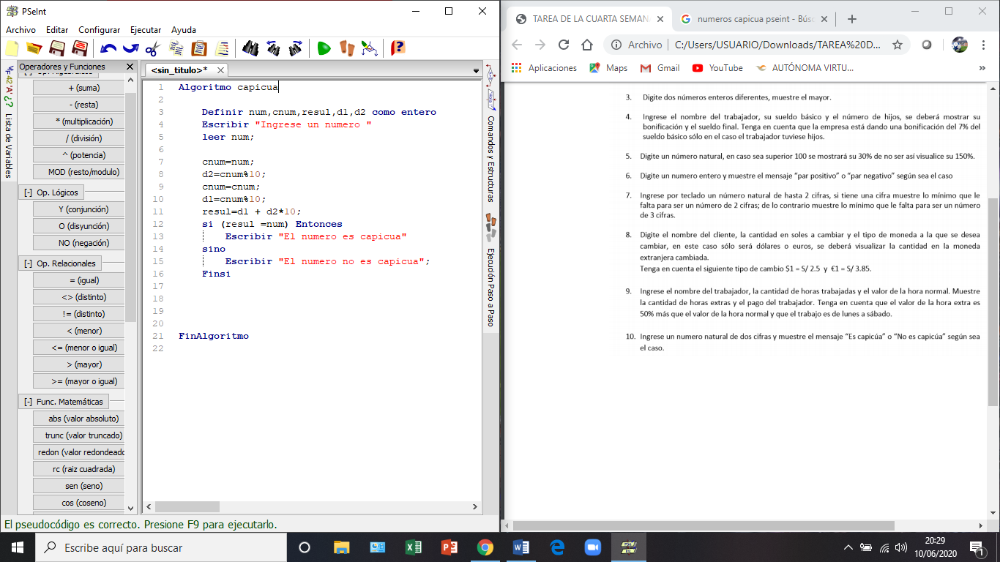 PSeInt
Archivo Editar Configurar Ejecutar Ayuda
Operadores y Funciones
+ (suma)
- (resta)
* (multiplicación)
/ (división)
^ (potencia)
MOD (resto/modulo)
[-] Op. Lógicos
Y (conjunción)
O (disyunción)
NO (negación)
[-] Op. Relacionales
= (igual)
<> (distinto)
!= (distinto)
< (menor)
<= (menor o igual)
> (mayor)
>= (mayor o igual)
[-] Func. Matemáticas
abs (valor absoluto)
trunc (valor truncado)
redon (valor redondeado
rc (raiz cuadrada)
sen (seno)
cos (coseno)
Lista de Variables
<sin_titulo>*
1 Algoritmo capicua
2
3 Definir num,cnum,resul,d1,d2 como entero
4 Escribir "Ingrese un numero "
5 leer num;
6
7 cnum=num;
8 d2=cnum%10;
9 cnum=cnum;
10 d1=cnum%10;
11 resul=d1 + d2*10;
12 si (resul =num) Entonces
13 Escribir "El numero es capicua"
14 sino
15 Escribir "El numero no es capicua";
16 Finsi
17
18
19
20
21 FinAlgoritmo
22
Comandos y Estructuras
Ejecución Paso a Paso
El pseudocódigo es correcto. Presione F9 para ejecutarlo.
TAREA DE LA CUARTA SEMAN
numeros capicua pseint - Búsc
Archivo | C:/Users/USUARIO/Downloads/TAREA%20D...
Aplicaciones Maps Gmail YouTube AUTÓNOMA VIRTU...
3. Digite dos números enteros diferentes, muestre el mayor.
4. Ingrese el nombre del trabajador, su sueldo básico y el número de hijos, se deberá mostrar su
bonificación y el sueldo final. Tenga en cuenta que la empresa está dando una bonificación del 7% del
sueldo básico sólo en el caso el trabajador tuviese hijos.
5. Digite un número natural, en caso sea superior 100 se mostrará su 30% de no ser así visualice su 150%.
6. Digite un numero entero y muestre el mensaje “par positivo” o “par negativo” según sea el caso
7. Ingrese por teclado un número natural de hasta 2 cifras, si tiene una cifra muestre lo mínimo que le
falta para ser un número de 2 cifras; de lo contrario muestre lo mínimo que le falta para ser un número
de 3 cifras.
8. Digite el nombre del cliente, la cantidad en soles a cambiar y el tipo de moneda a la que se desea
cambiar, en este caso sólo será dólares o euros, se deberá visualizar la cantidad en la moneda
extranjera cambiada.
Tenga en cuenta el siguiente tipo de cambio $1 = S/ 2.5 y €1 = S/ 3.85.
9. Ingrese el nombre del trabajador, la cantidad de horas trabajadas y el valor de la hora normal. Muestre
la cantidad de horas extras y el pago del trabajador. Tenga en cuenta que el valor de la hora extra es
50% más que el valor de la hora normal y que el trabajo es de lunes a sábado.
10. Ingrese un numero natural de dos cifras y muestre el mensaje “Es capicúa” o “No es capicúa” según sea
el caso.
Escribe aquí para buscar
20:29
10/06/2020
1